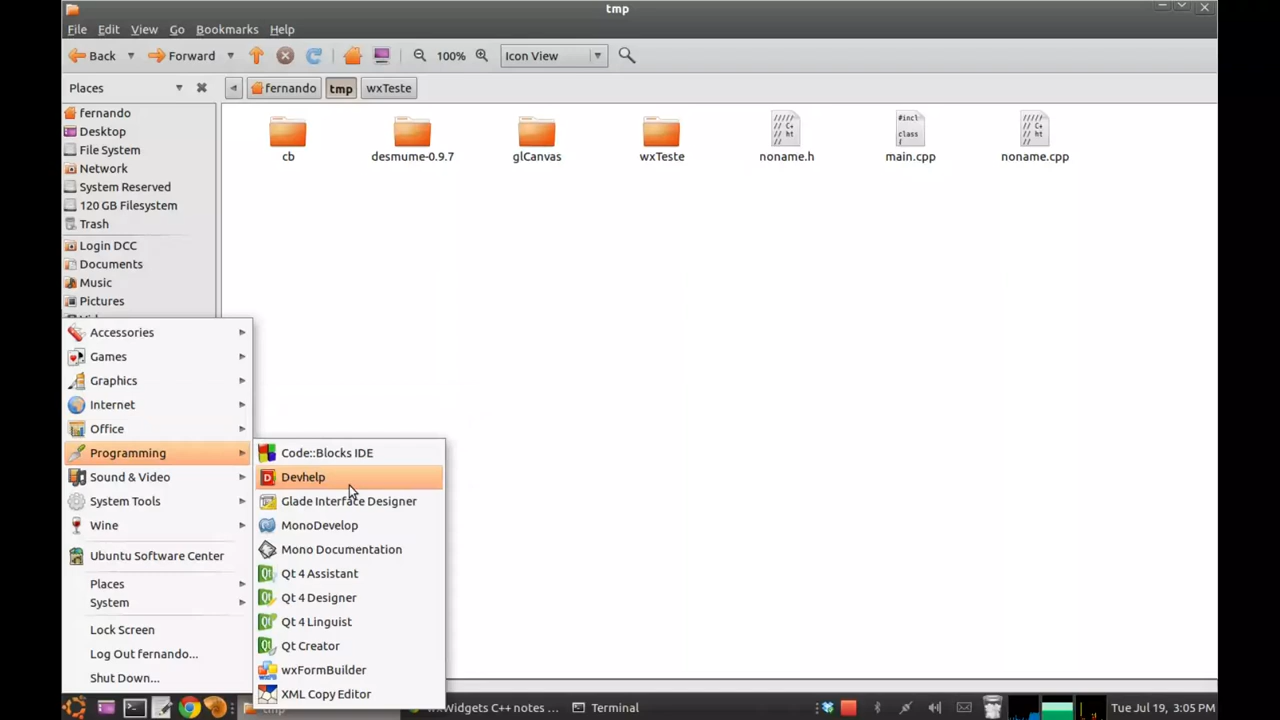 tmp
File Edit View Go Bookmarks Help
Back Forward 100% Icon View
Places fernando tmp wxTeste
fernando
Desktop
File System
Network
System Reserved
120 GB Filesystem
Trash
Login DCC
Documents
Music
Pictures
cb desmume-0.9.7 glCanvas wxTeste noname.h main.cpp noname.cpp
Accessories
Games
Graphics
Internet
Office
Programming
Sound & Video
System Tools
Wine
Ubuntu Software Center
Places
System
Lock Screen
Log Out fernando...
Shut Down...
Code::Blocks IDE
Devhelp
Glade Interface Designer
MonoDevelop
Mono Documentation
Qt 4 Assistant
Qt 4 Designer
Qt 4 Linguist
Qt Creator
wxFormBuilder
XML Copy Editor
wxWidgets C++ notes ... Terminal Tue Jul 19, 3:05 PM